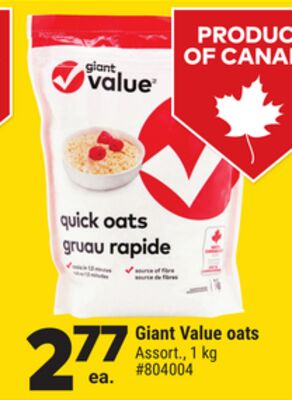 PRODUC
OF CANA
giant
value
quick oats
gruau rapide
source of fibre
source de fibres
2 77
ea.
Giant Value oats
Assort., 1 kg
#804004